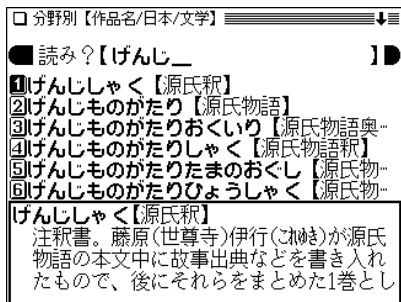 □ 分野別【作品名/日本/文学】
読み?【げんじ_ 】
1げんじしゃく【源氏釈】
2げんじものがたり【源氏物語】
3げんじものがたりおくいり【源氏物語奥…
4げんじものがたりしゃく【源氏物語釈】
5げんじものがたりたまのおぐし【源氏物…
6げんじものがたりひょうしゃく【源氏物…
げんじしゃく【源氏釈】
注釈書。藤原(世尊寺)伊行(これゆき)が源氏
物語の本文中に故事出典などを書き入れ
たもので、後にそれらをまとめた1巻とし